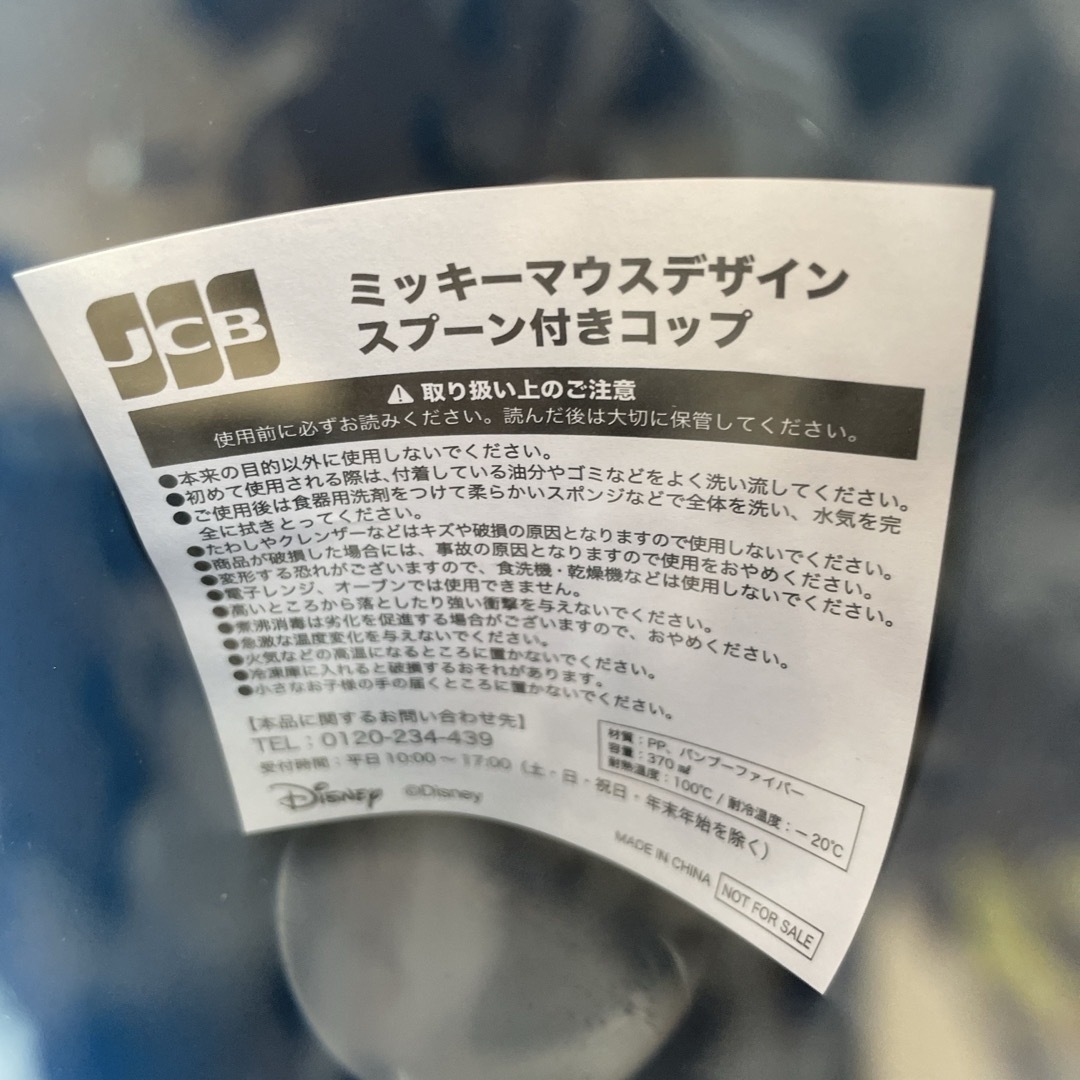 JCB
ミッキーマウスデザイン
スプーン付きコップ
取り扱い上のご注意
使用前に必ずお読みください。読んだ後は大切に保管してください。
●本来の目的以外に使用しないでください。
●初めて使用される際は、付着している油分やゴミなどをよく洗い流してください。
●ご使用後は食器用洗剤をつけて柔らかいスポンジなどで全体を洗い、水気を完
全に拭きとってください。
●たわしやクレンザーなどはキズや破損の原因となりますので使用しないでください。
●商品が破損した場合には、事故の原因となりますので使用をおやめください。
●変形する恐れがございますので、食洗機・乾燥機などは使用しないでください。
●電子レンジ、オーブンでは使用できません。
●高いところから落としたり強い衝撃を与えないでください。
●煮沸消毒は劣化を促進する場合がございますので、おやめください。
●急激な温度変化を与えないでください。
●火気などの高温になるところに置かないでください。
●冷凍庫に入れると破損するおそれがあります。
●小さなお子様の手の届くところに置かないでください。
【本品に関するお問い合わせ先】
TEL：0120-234-439
受付時間：平日10:00～17:00（土・日・祝日・年末年始を除く）
材質：PP、バンブーファイバー
容量：370㎖
耐熱温度：100℃/耐冷温度：－20℃
Disney ©Disney
MADE IN CHINA NOT FOR SALE